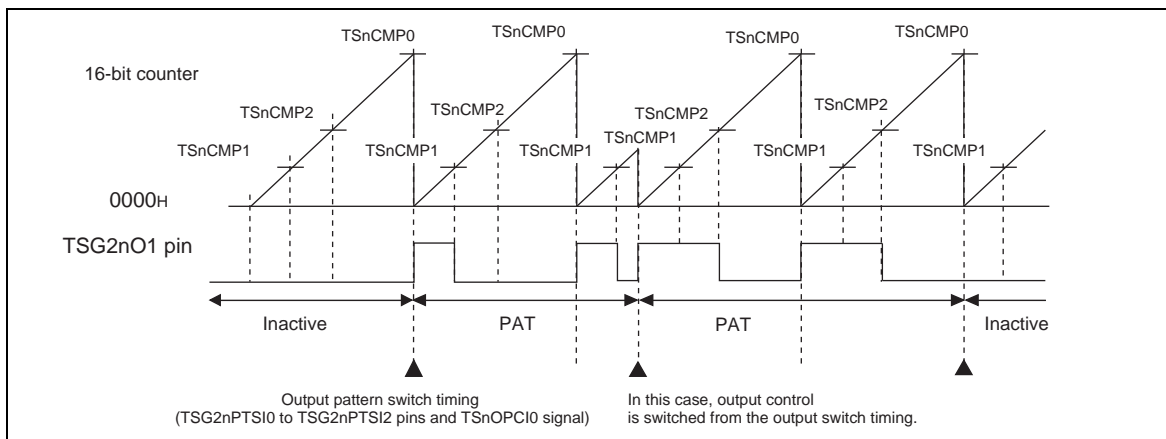 TSnCMP0 TSnCMP0 TSnCMP0 TSnCMP0
16-bit counter
TSnCMP2 TSnCMP2 TSnCMP2 TSnCMP2
TSnCMP1
TSnCMP1 TSnCMP1 TSnCMP1 TSnCMP1 TSnCMP1
0000H
TSG2nO1 pin
Inactive PAT PAT Inactive
Output pattern switch timing
(TSG2nPTSI0 to TSG2nPTSI2 pins and TSnOPCI0 signal)
In this case, output control
is switched from the output switch timing.